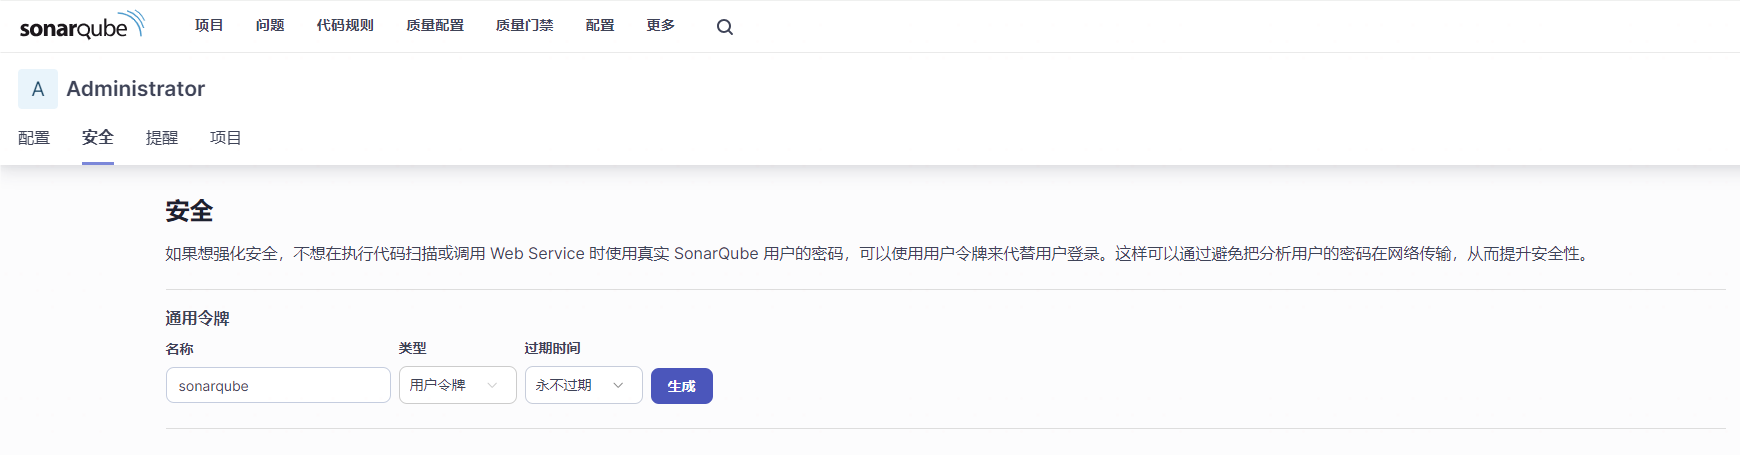 sonarqube 项目 问题 代码规则 质量配置 质量门禁 配置 更多
A Administrator
配置 安全 提醒 项目
安全
如果想强化安全，不想在执行代码扫描或调用 Web Service 时使用真实 SonarQube 用户的密码，可以使用用户令牌来代替用户登录。这样可以通过避免把分析用户的密码在网络传输，从而提升安全性。
通用令牌
名称 类型 过期时间
sonarqube 用户令牌 永不过期 生成